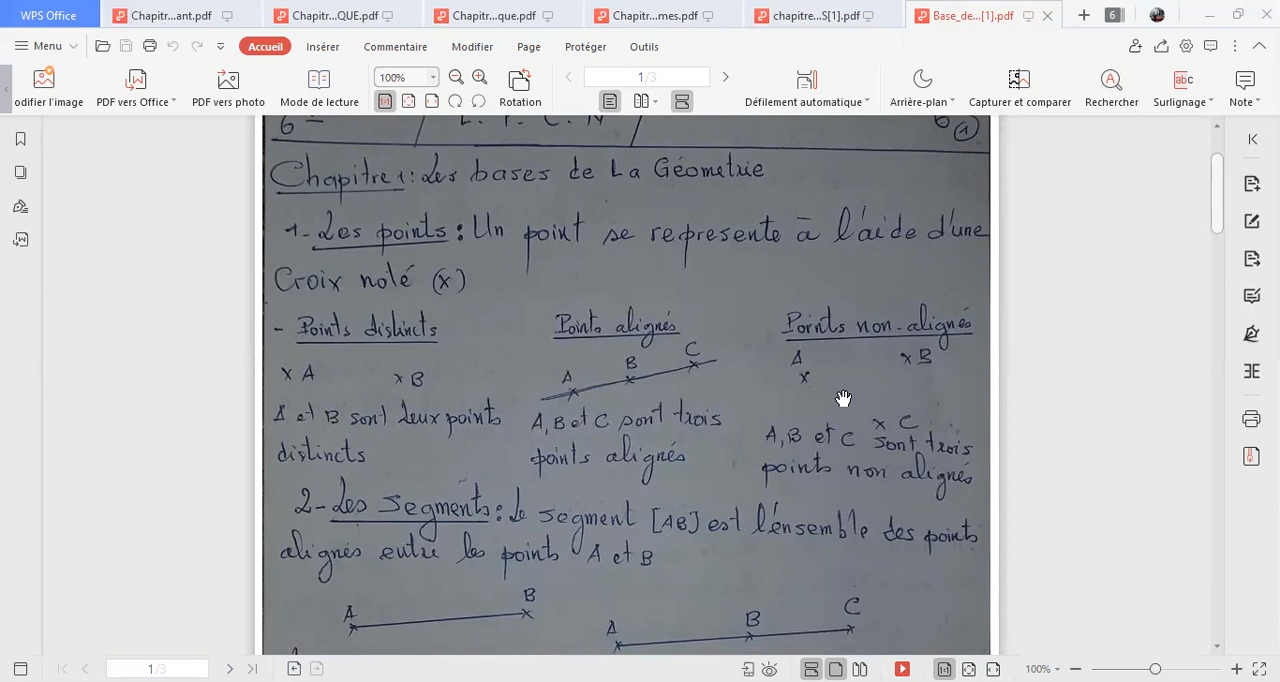 WPS Office
Chapitr...ant.pdf
Chapitr...QUE.pdf
Chapitr...que.pdf
Chapitr...mes.pdf
chapitre...S[1].pdf
Base_de...[1].pdf
6
Menu
Accueil
Insérer
Commentaire
Modifier
Page
Protéger
Outils
odifier l'image
PDF vers Office
PDF vers photo
Mode de lecture
100%
Rotation
1/3
Défilement automatique
Arrière-plan
Capturer et comparer
Rechercher
Surlignage
Note
Chapitre 1: Les bases de La Géometrie
1- Les points: Un point se represente à l'aide d'une
Croix noté (x)
- Points distincts
Points alignés
Points non-alignés
A
B
A B C
A
B
C
A et B sont deux points
distincts
A, B et C sont trois
points alignés
A, B et C sont trois
points non alignés
2- Les segments: Le segment [AB] est l'ensemble des points
alignés entre les points A et B
A B
A B C
1/3
100%